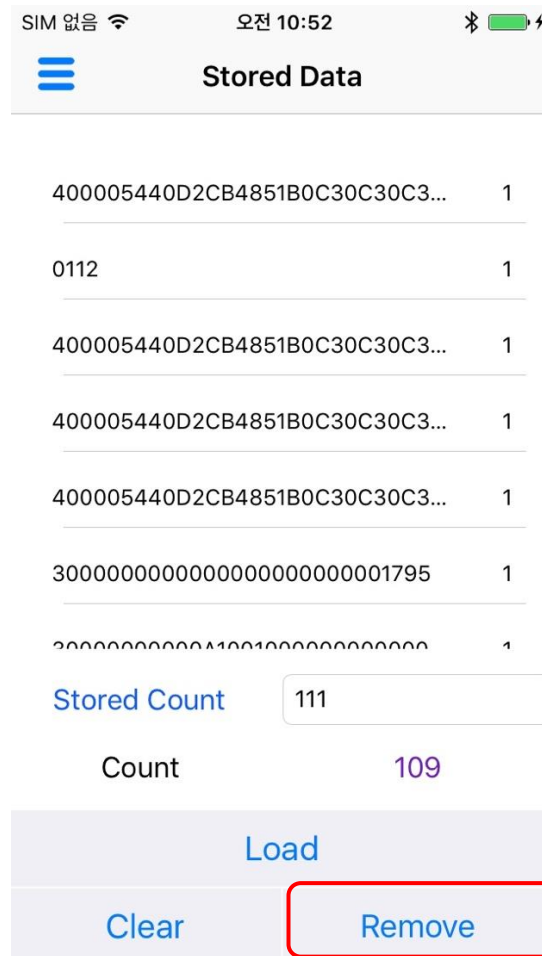 SIM 없음 오전 10:52
Stored Data
400005440D2CB4851B0C30C30C3... 1
0112 1
400005440D2CB4851B0C30C30C3... 1
400005440D2CB4851B0C30C30C3... 1
400005440D2CB4851B0C30C30C3... 1
3000000000000000000000001795 1
Stored Count 111
Count 109
Load
Clear Remove